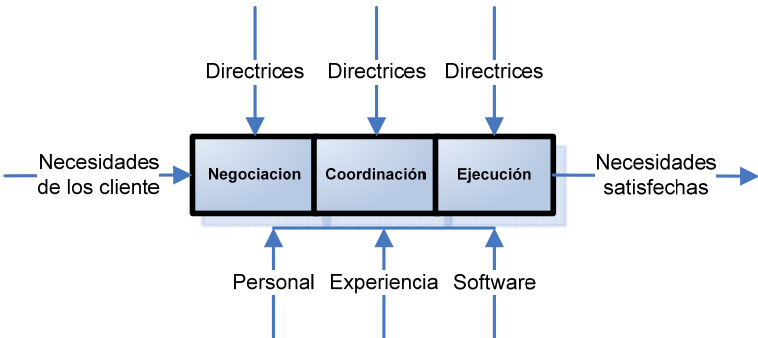 Directrices Directrices Directrices
Necesidades
de los cliente
Negociacion Coordinación Ejecución
Necesidades
satisfechas
Personal Experiencia Software